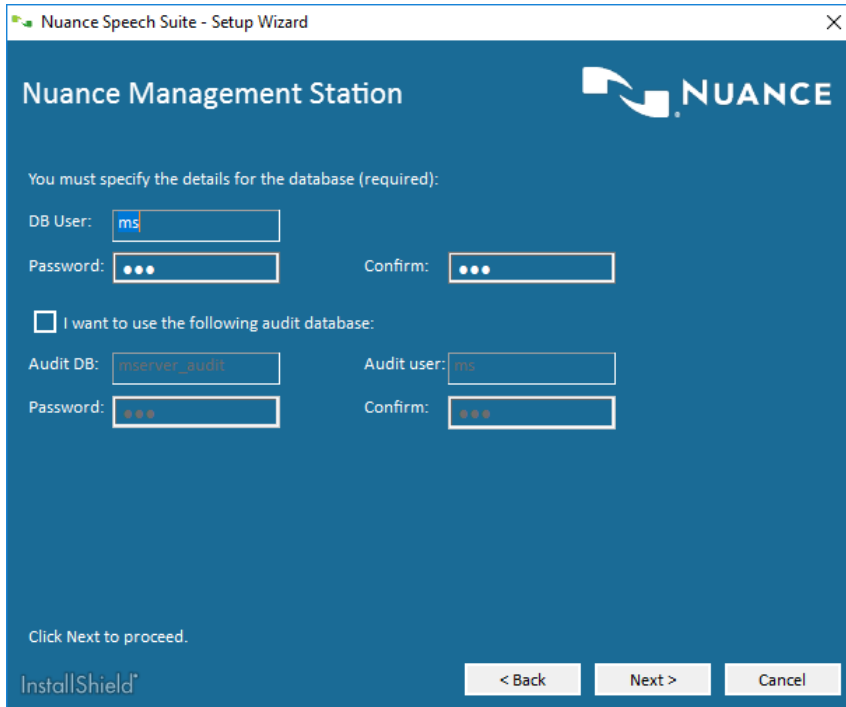 Nuance Speech Suite - Setup Wizard
Nuance Management Station
NUANCE
You must specify the details for the database (required):
DB User: ms
Password: ●●● Confirm: ●●●
I want to use the following audit database:
Audit DB: mserver_audit Audit user: ms
Password: ●●● Confirm: ●●●
Click Next to proceed.
InstallShield
< Back Next > Cancel